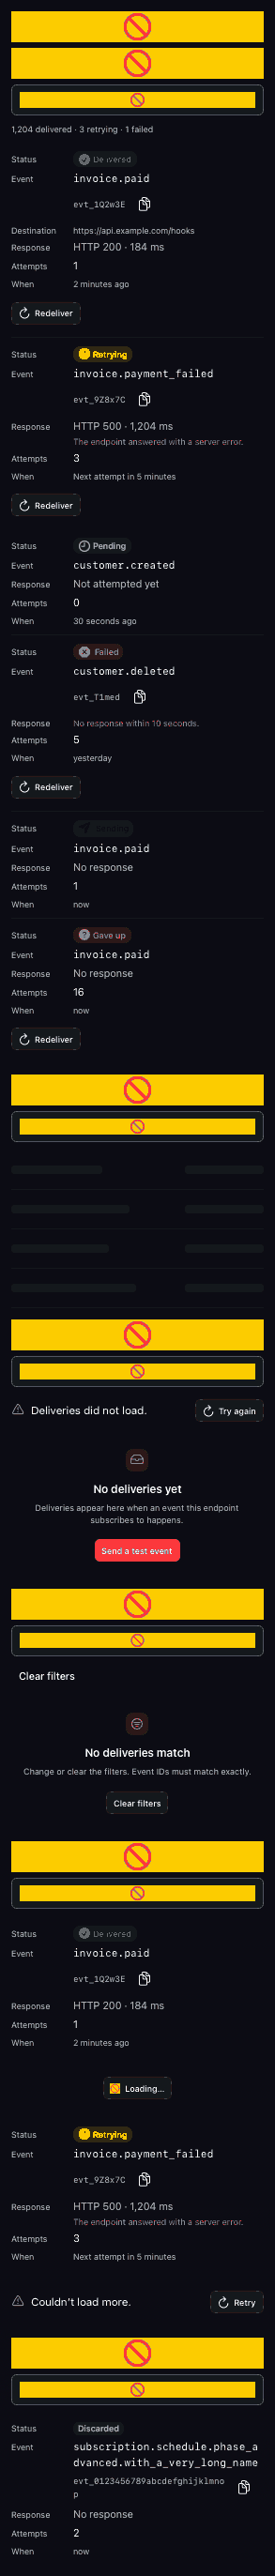 1,204 delivered · 3 retrying · 1 failed
Status Delivered
Event invoice.paid
evt_1Q2w3E
Destination https://api.example.com/hooks
Response HTTP 200 · 184 ms
Attempts 1
When 2 minutes ago
Redeliver
Status Retrying
Event invoice.payment_failed
evt_9Z8x7C
Response HTTP 500 · 1,204 ms
The endpoint answered with a server error.
Attempts 3
When Next attempt in 5 minutes
Redeliver
Status Pending
Event customer.created
Response Not attempted yet
Attempts 0
When 30 seconds ago
Status Failed
Event customer.deleted
evt_T1med
Response No response within 10 seconds.
Attempts 5
When yesterday
Redeliver
Status
Event invoice.paid
Response No response
Attempts 1
When now
Status Gave up
Event invoice.paid
Response No response
Attempts 16
When now
Redeliver
Deliveries did not load. Try again
No deliveries yet
Deliveries appear here when an event this endpoint
subscribes to happens.
Send a test event
Clear filters
No deliveries match
Change or clear the filters. Event IDs must match exactly.
Clear filters
Status Delivered
Event invoice.paid
evt_1Q2w3E
Response HTTP 200 · 184 ms
Attempts 1
When 2 minutes ago
Loading…
Status Retrying
Event invoice.payment_failed
evt_9Z8x7C
Response HTTP 500 · 1,204 ms
The endpoint answered with a server error.
Attempts 3
When Next attempt in 5 minutes
Couldn’t load more. Retry
Status Discarded
Event subscription.schedule.phase_a
dvanced.with_a_very_long_name
evt_0123456789abcdefghijklmno
p
Response No response
Attempts 2
When now